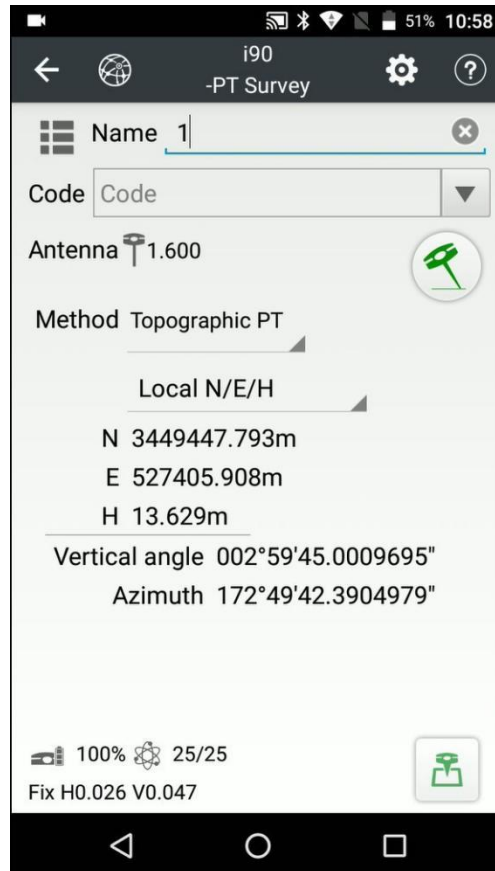 51% 10:58
i90
-PT Survey
?
Name 1
Code Code
Antenna 1.600
Method Topographic PT
Local N/E/H
N 3449447.793m
E 527405.908m
H 13.629m
Vertical angle 002°59'45.0009695"
Azimuth 172°49'42.3904979"
100% 25/25
Fix H0.026 V0.047